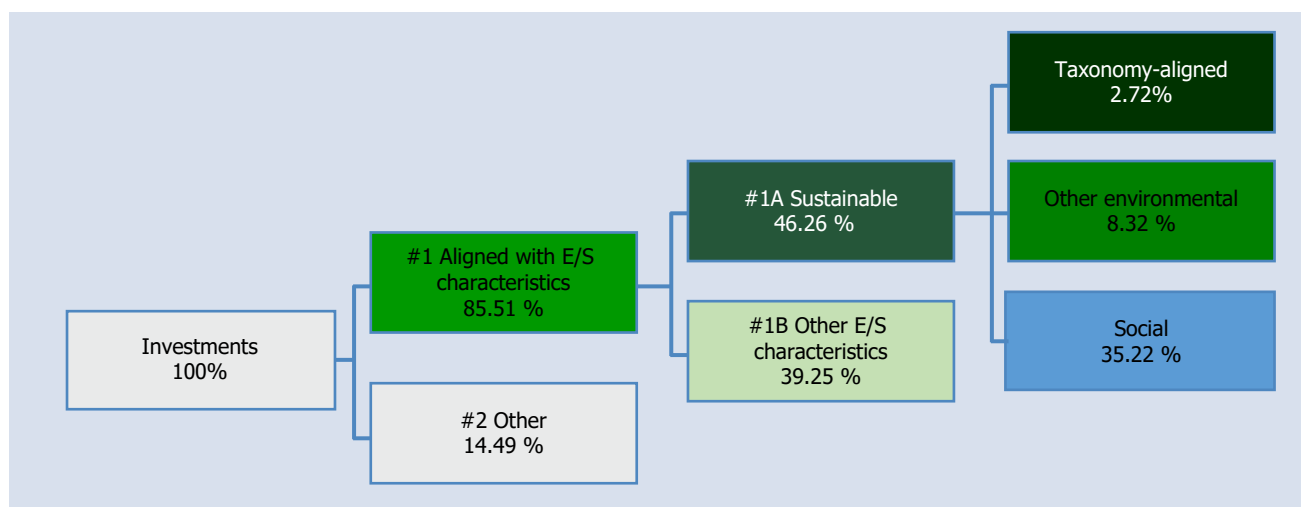 Investments
100%
#1 Aligned with E/S
characteristics
85.51 %
#2 Other
14.49 %
#1A Sustainable
46.26 %
#1B Other E/S
characteristics
39.25 %
Taxonomy-aligned
2.72%
Other environmental
8.32 %
Social
35.22 %